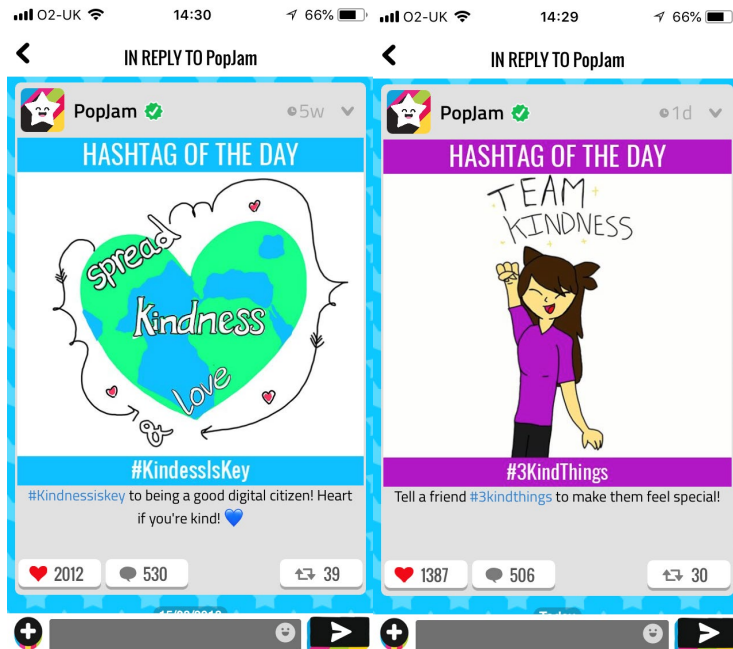 O2-UK 14:30 66%
IN REPLY TO PopJam
PopJam 5w
HASHTAG OF THE DAY
spread
Kindness
love
&
#KindessIsKey
#Kindnessiskey to being a good digital citizen! Heart
if you're kind! 💙
2012 530 39
O2-UK 14:29 66%
IN REPLY TO PopJam
PopJam 1d
HASHTAG OF THE DAY
TEAM
KINDNESS
#3KindThings
Tell a friend #3kindthings to make them feel special!
1387 506 30